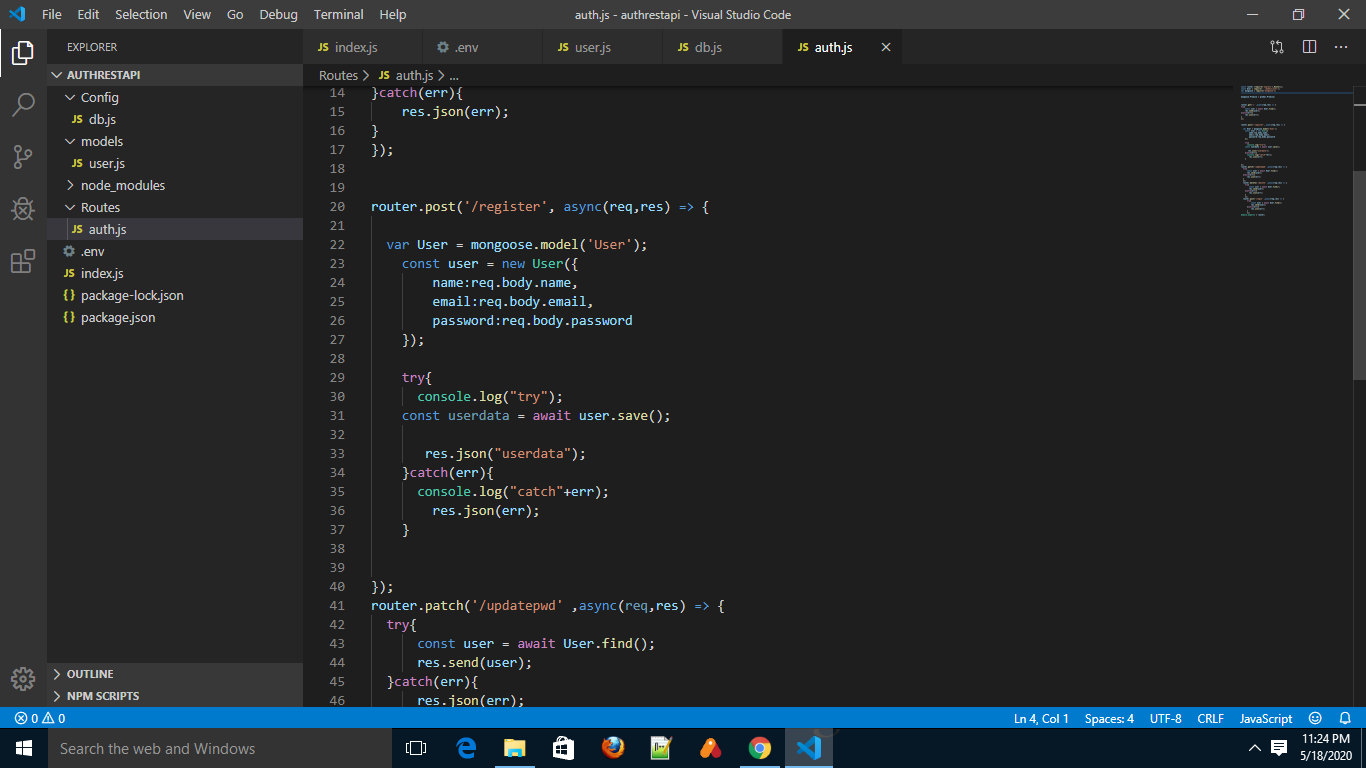 File Edit Selection View Go Debug Terminal Help
auth.js - authrestapi - Visual Studio Code
EXPLORER
AUTHRESTAPI
Config
JS db.js
models
JS user.js
node_modules
Routes
JS auth.js
.env
JS index.js
{} package-lock.json
{} package.json
OUTLINE
NPM SCRIPTS
JS index.js
.env
JS user.js
JS db.js
JS auth.js
Routes > JS auth.js > ...
14 }catch(err){
15 res.json(err);
16 }
17 });
18
19
20 router.post('/register', async(req,res) => {
21
22 var User = mongoose.model('User');
23 const user = new User({
24 name:req.body.name,
25 email:req.body.email,
26 password:req.body.password
27 });
28
29 try{
30 console.log("try");
31 const userdata = await user.save();
32
33 res.json("userdata");
34 }catch(err){
35 console.log("catch"+err);
36 res.json(err);
37 }
38
39
40 });
41 router.patch('/updatepwd' ,async(req,res) => {
42 try{
43 const user = await User.find();
44 res.send(user);
45 }catch(err){
46 res.json(err);
0 0
Ln 4, Col 1
Spaces: 4
UTF-8
CRLF
JavaScript
Search the web and Windows
11:24 PM
5/18/2020